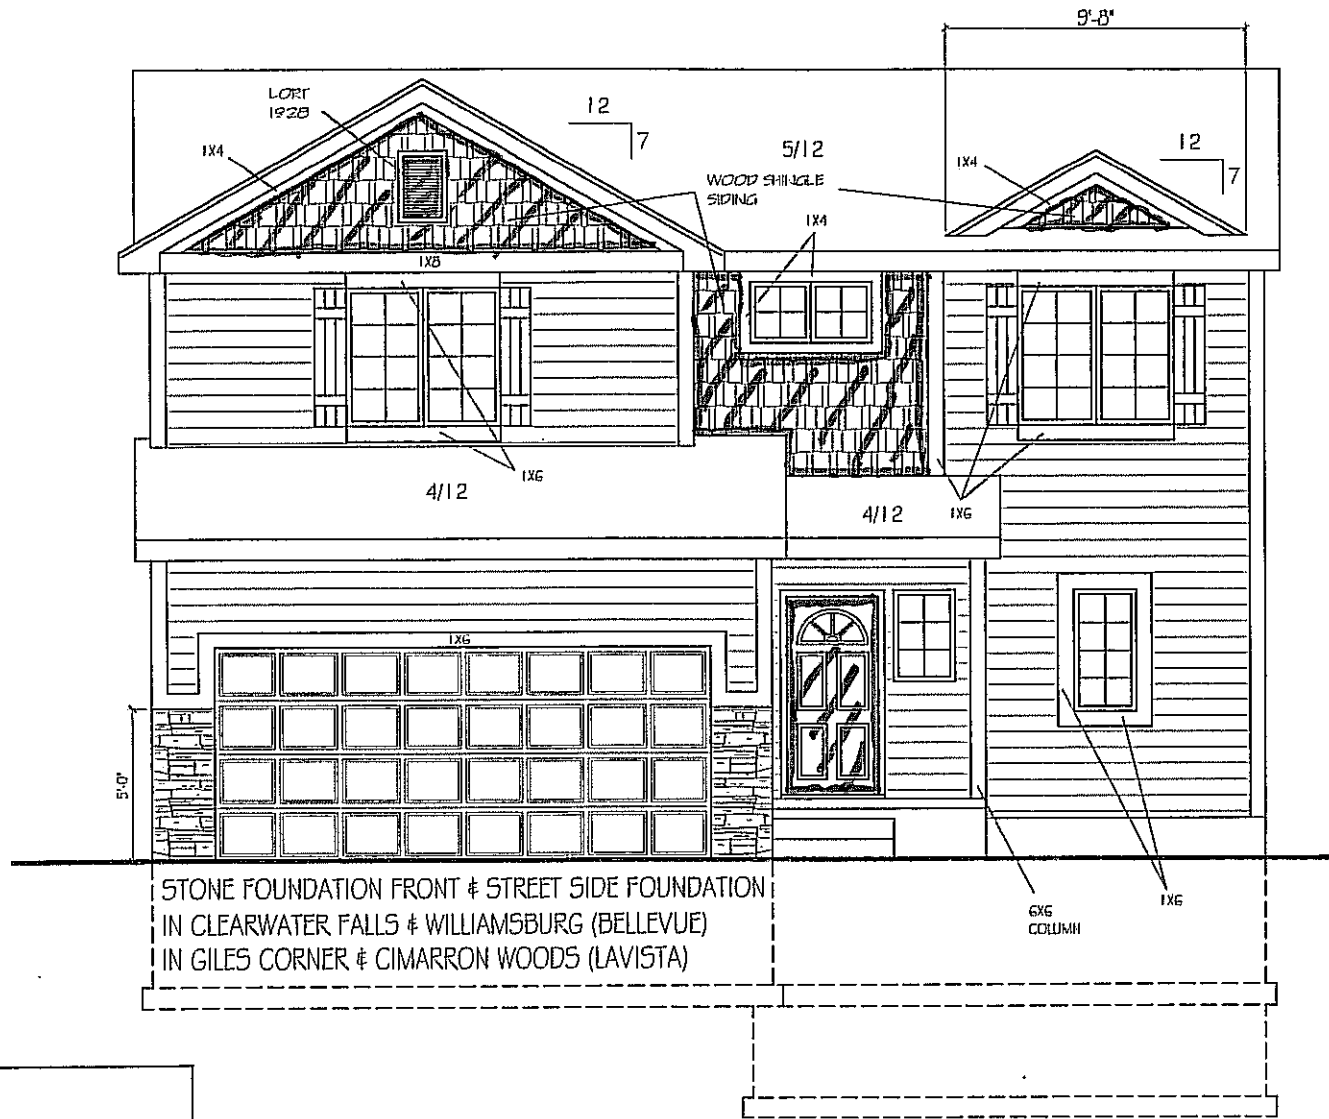 9'-8"
LORT
1928
12
7
1X4
5/12
12
7
1X4
WOOD SHINGLE
SIDING
1X4
1X8
1X6
4/12
4/12
1X6
1X6
5'-0"
STONE FOUNDATION FRONT & STREET SIDE FOUNDATION
IN CLEARWATER FALLS & WILLIAMSBURG (BELLEVUE)
IN GILES CORNER & CIMARRON WOODS (LAVISTA)
6X6
COLUMN
1X6